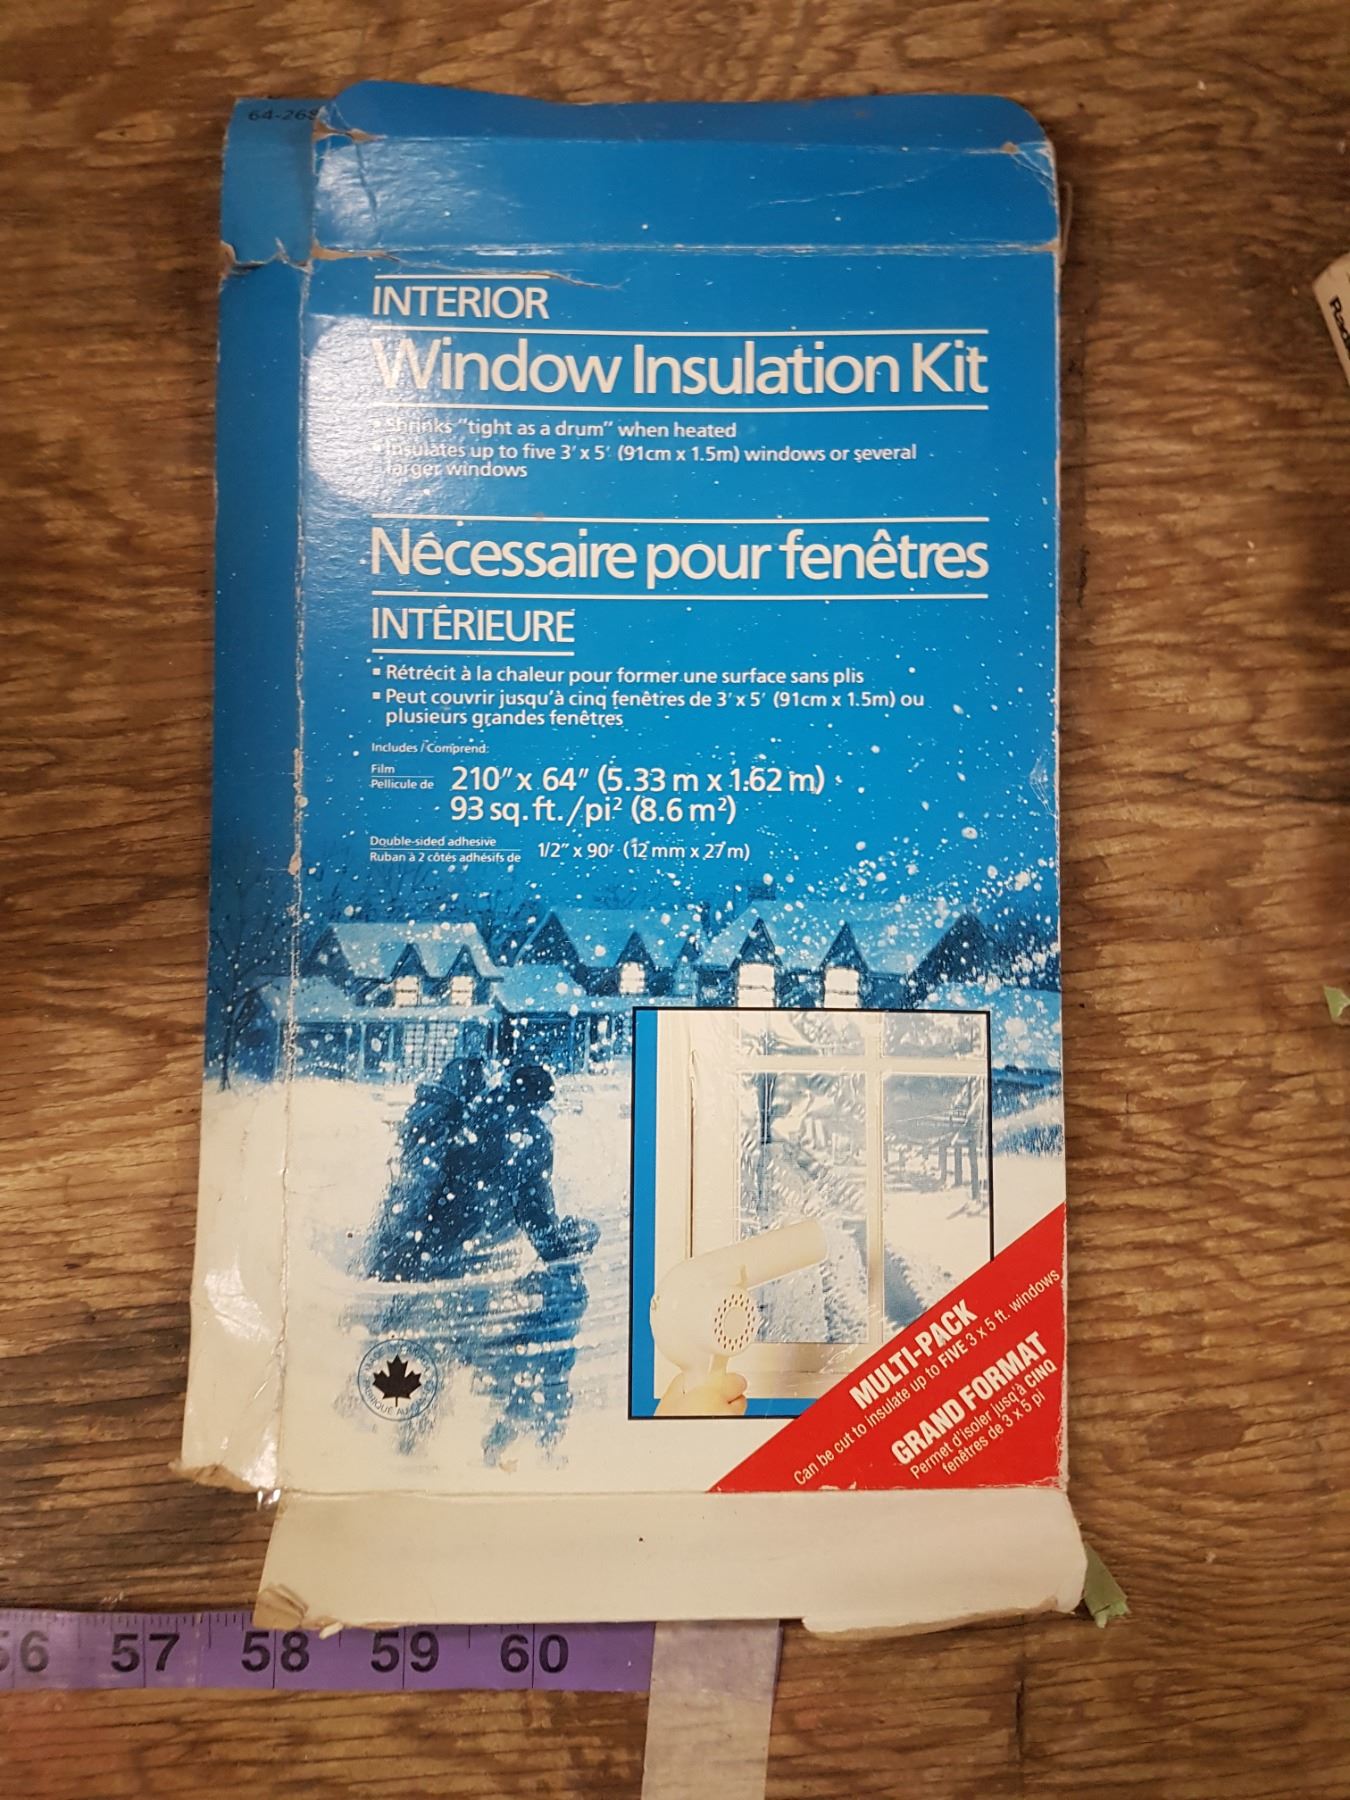 64-268
INTERIOR
Window Insulation Kit
▪ Shrinks "tight as a drum" when heated
▪ Insulates up to five 3' x 5' (91cm x 1.5m) windows or several
larger windows
Nécessaire pour fenêtres
INTÉRIEURE
▪ Rétrécit à la chaleur pour former une surface sans plis
▪ Peut couvrir jusqu'à cinq fenêtres de 3' x 5' (91cm x 1.5m) ou
plusieurs grandes fenêtres
Includes / Comprend:
Film
Pellicule de
210" x 64" (5.33 m x 1.62 m)
93 sq. ft./pi² (8.6 m²)
Double-sided adhesive
Ruban à 2 côtés adhésifs de
1/2" x 90' (12 mm x 27 m)
MULTI-PACK
Can be cut to insulate up to FIVE 3 x 5 ft. windows
GRAND FORMAT
Permet d'isoler jusq'à CINQ
fenêtres de 3 x 5 pi
56 57 58 59 60